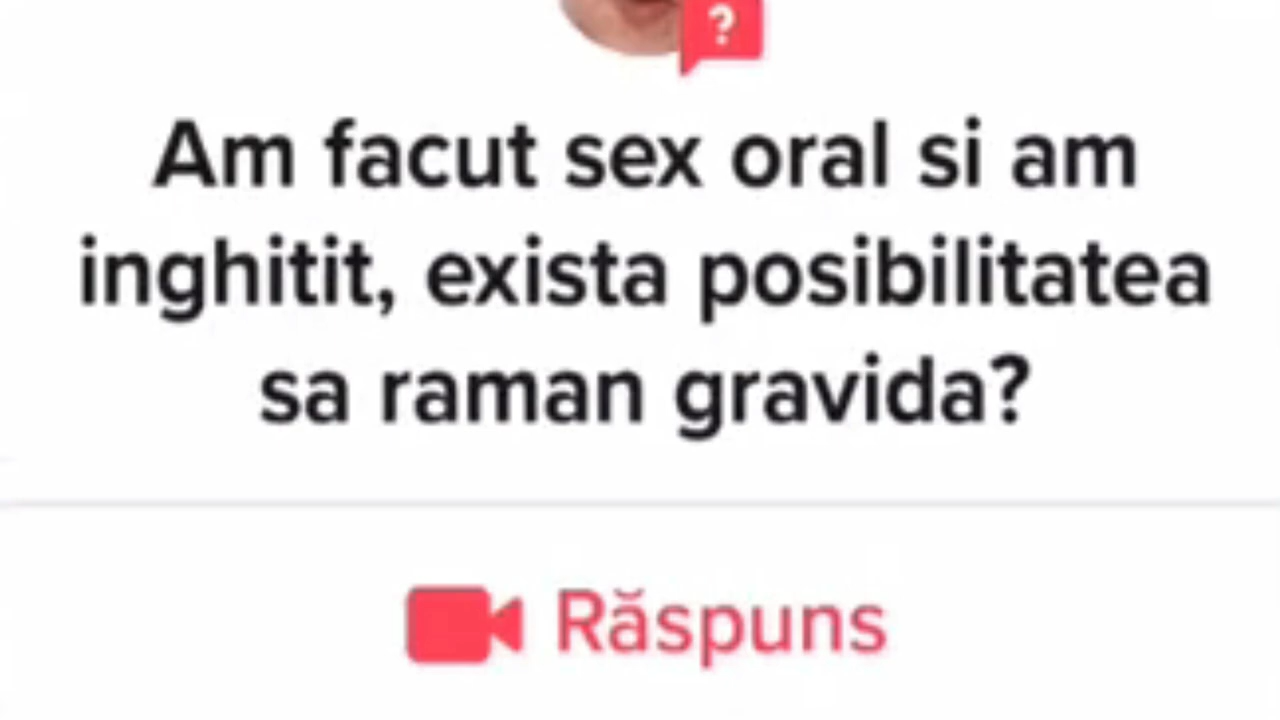 ?
Am facut sex oral si am
inghitit, exista posibilitatea
sa raman gravida?
Răspuns